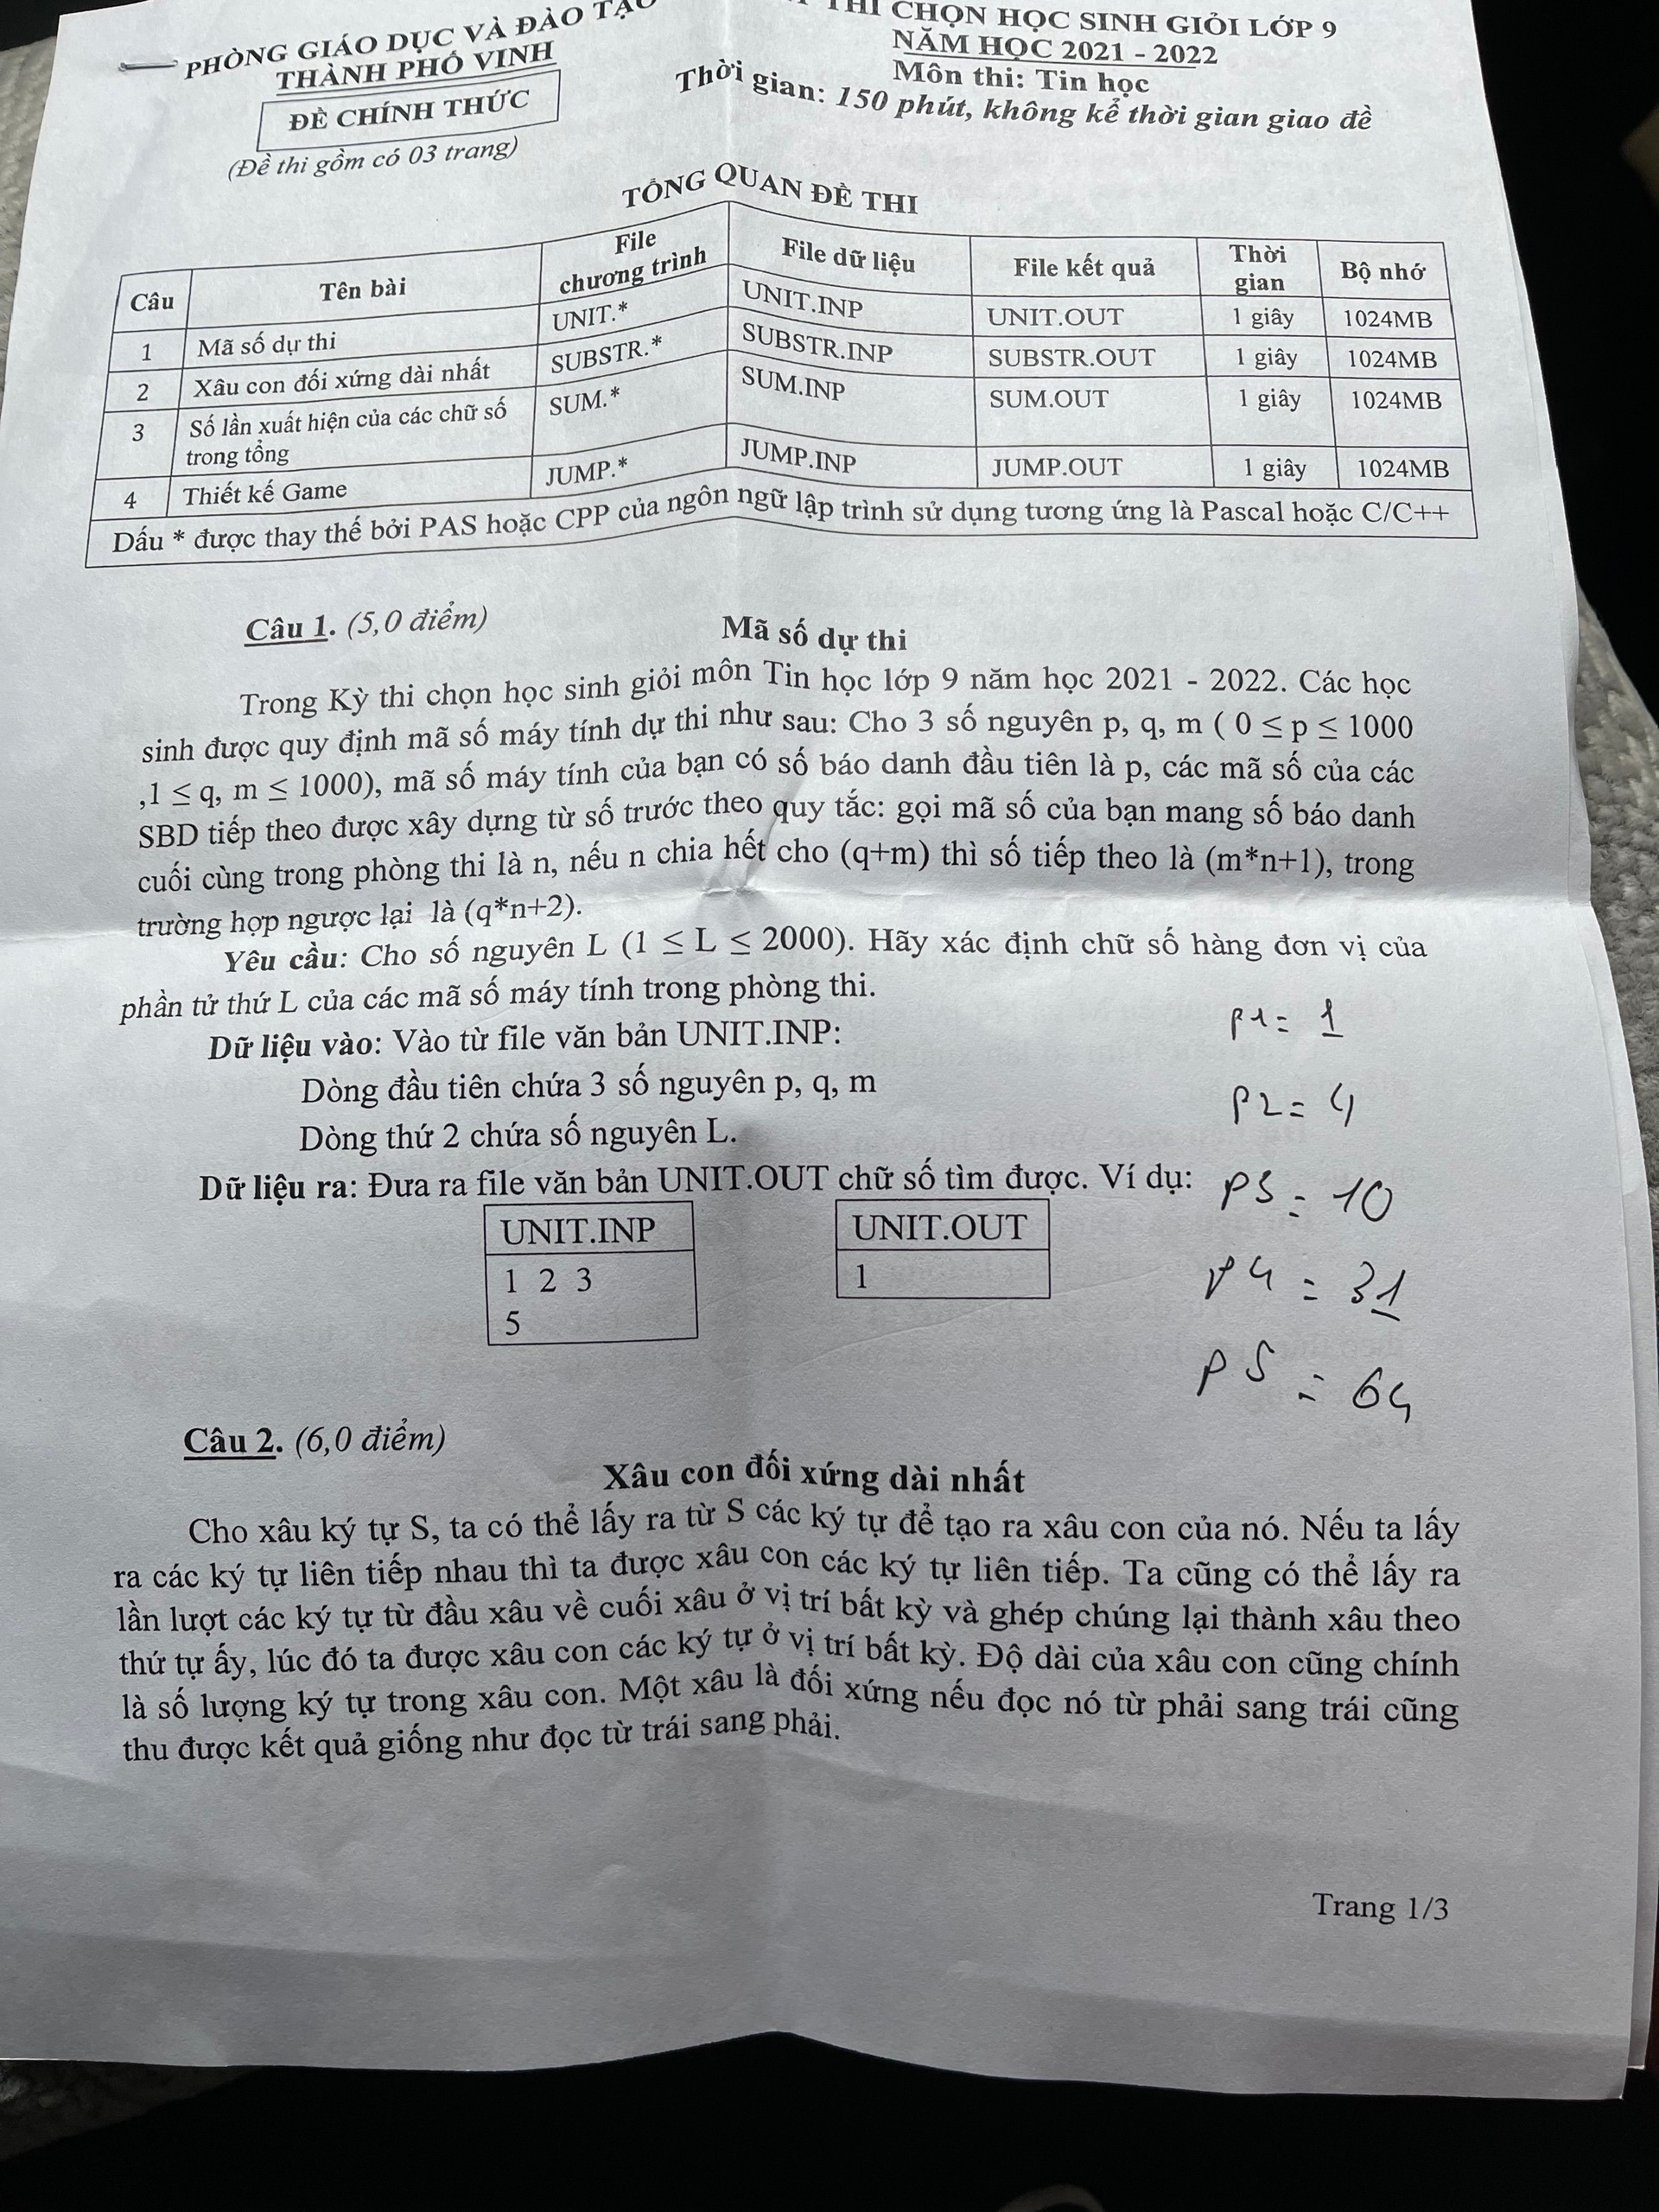 PHÒNG GIÁO DỤC VÀ ĐÀO TẠO
THÀNH PHỐ VINH
ĐỀ CHÍNH THỨC
(Đề thi gồm có 03 trang)
THI CHỌN HỌC SINH GIỎI LỚP 9
NĂM HỌC 2021 - 2022
Môn thi: Tin học
Thời gian: 150 phút, không kể thời gian giao đề
TỔNG QUAN ĐỀ THI
Câu Tên bài File chương trình File dữ liệu File kết quả Thời gian Bộ nhớ
1 Mã số dự thi UNIT.* UNIT.INP UNIT.OUT 1 giây 1024MB
2 Xâu con đối xứng dài nhất SUBSTR.* SUBSTR.INP SUBSTR.OUT 1 giây 1024MB
3 Số lần xuất hiện của các chữ số trong tổng SUM.* SUM.INP SUM.OUT 1 giây 1024MB
4 Thiết kế Game JUMP.* JUMP.INP JUMP.OUT 1 giây 1024MB
Dấu * được thay thế bởi PAS hoặc CPP của ngôn ngữ lập trình sử dụng tương ứng là Pascal hoặc C/C++
Câu 1. (5,0 điểm)
Mã số dự thi
Trong Kỳ thi chọn học sinh giỏi môn Tin học lớp 9 năm học 2021 - 2022. Các học
sinh được quy định mã số máy tính dự thi như sau: Cho 3 số nguyên p, q, m ( 0 ≤ p ≤ 1000
,1 ≤ q, m ≤ 1000), mã số máy tính của bạn có số báo danh đầu tiên là p, các mã số của các
SBD tiếp theo được xây dựng từ số trước theo quy tắc: gọi mã số của bạn mang số báo danh
cuối cùng trong phòng thi là n, nếu n chia hết cho (q+m) thì số tiếp theo là (m*n+1), trong
trường hợp ngược lại là (q*n+2).
Yêu cầu: Cho số nguyên L (1 ≤ L ≤ 2000). Hãy xác định chữ số hàng đơn vị của
phần tử thứ L của các mã số máy tính trong phòng thi.
Dữ liệu vào: Vào từ file văn bản UNIT.INP:
Dòng đầu tiên chứa 3 số nguyên p, q, m
Dòng thứ 2 chứa số nguyên L.
Dữ liệu ra: Đưa ra file văn bản UNIT.OUT chữ số tìm được. Ví dụ:
UNIT.INP
1 2 3
5
UNIT.OUT
1
P1= 1
P2= 4
P3= 10
P4 = 31
P5 = 64
Câu 2. (6,0 điểm)
Xâu con đối xứng dài nhất
Cho xâu ký tự S, ta có thể lấy ra từ S các ký tự để tạo ra xâu con của nó. Nếu ta lấy
ra các ký tự liên tiếp nhau thì ta được xâu con các ký tự liên tiếp. Ta cũng có thể lấy ra
lần lượt các ký tự từ đầu xâu về cuối xâu ở vị trí bất kỳ và ghép chúng lại thành xâu theo
thứ tự ấy, lúc đó ta được xâu con các ký tự ở vị trí bất kỳ. Độ dài của xâu con cũng chính
là số lượng ký tự trong xâu con. Một xâu là đối xứng nếu đọc nó từ phải sang trái cũng
thu được kết quả giống như đọc từ trái sang phải.
Trang 1/3